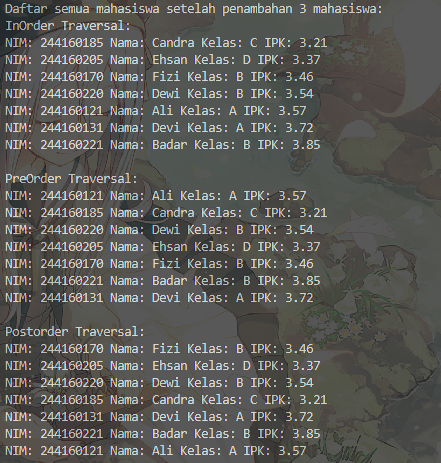 Daftar semua mahasiswa setelah penambahan 3 mahasiswa:
InOrder Traversal:
NIM: 244160185 Nama: Candra Kelas: C IPK: 3.21
NIM: 244160205 Nama: Ehsan Kelas: D IPK: 3.37
NIM: 244160170 Nama: Fizi Kelas: B IPK: 3.46
NIM: 244160220 Nama: Dewi Kelas: B IPK: 3.54
NIM: 244160121 Nama: Ali Kelas: A IPK: 3.57
NIM: 244160131 Nama: Devi Kelas: A IPK: 3.72
NIM: 244160221 Nama: Badar Kelas: B IPK: 3.85
PreOrder Traversal:
NIM: 244160121 Nama: Ali Kelas: A IPK: 3.57
NIM: 244160185 Nama: Candra Kelas: C IPK: 3.21
NIM: 244160220 Nama: Dewi Kelas: B IPK: 3.54
NIM: 244160205 Nama: Ehsan Kelas: D IPK: 3.37
NIM: 244160170 Nama: Fizi Kelas: B IPK: 3.46
NIM: 244160221 Nama: Badar Kelas: B IPK: 3.85
NIM: 244160131 Nama: Devi Kelas: A IPK: 3.72
Postorder Traversal:
NIM: 244160170 Nama: Fizi Kelas: B IPK: 3.46
NIM: 244160205 Nama: Ehsan Kelas: D IPK: 3.37
NIM: 244160220 Nama: Dewi Kelas: B IPK: 3.54
NIM: 244160185 Nama: Candra Kelas: C IPK: 3.21
NIM: 244160131 Nama: Devi Kelas: A IPK: 3.72
NIM: 244160221 Nama: Badar Kelas: B IPK: 3.85
NIM: 244160121 Nama: Ali Kelas: A IPK: 3.57